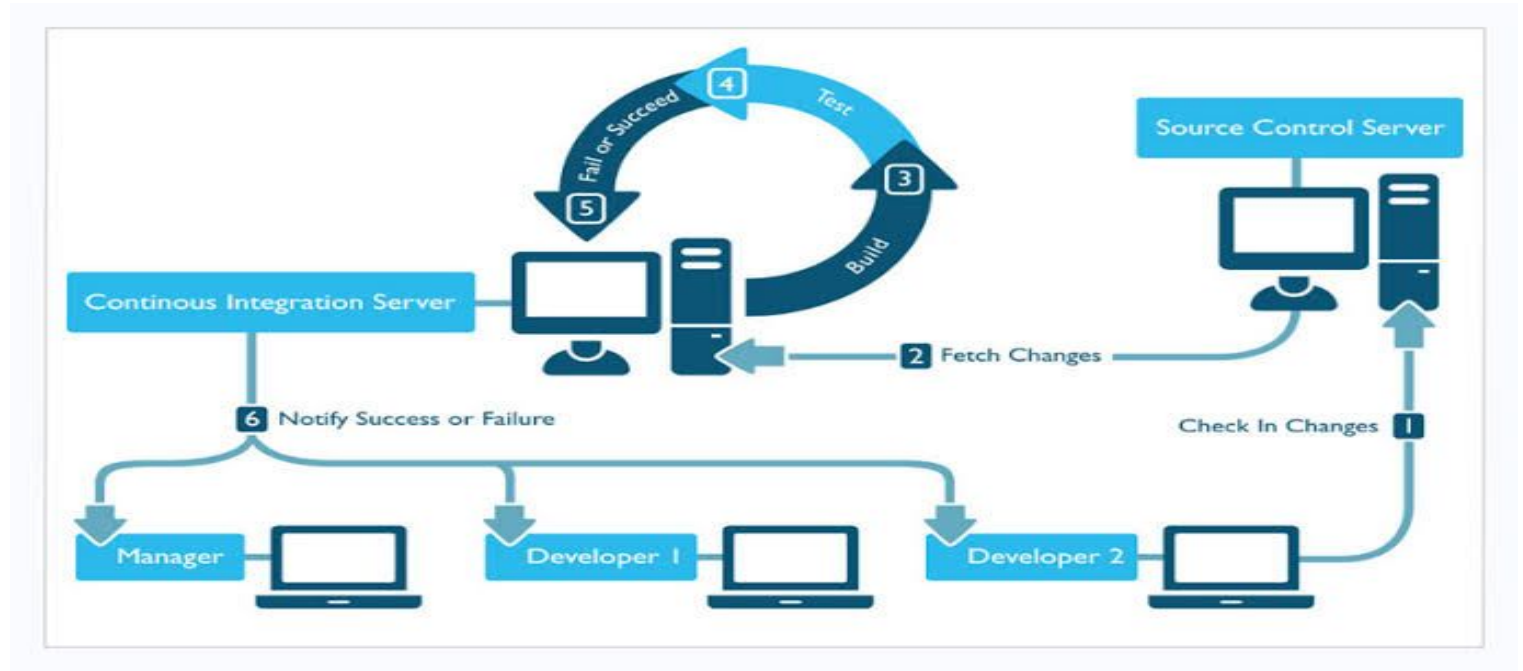 4
Test
Fail or Succeed
Source Control Server
3
5
Build
Continous Integration Server
2 Fetch Changes
6 Notify Success or Failure
Check In Changes 1
Manager
Developer 1
Developer 2